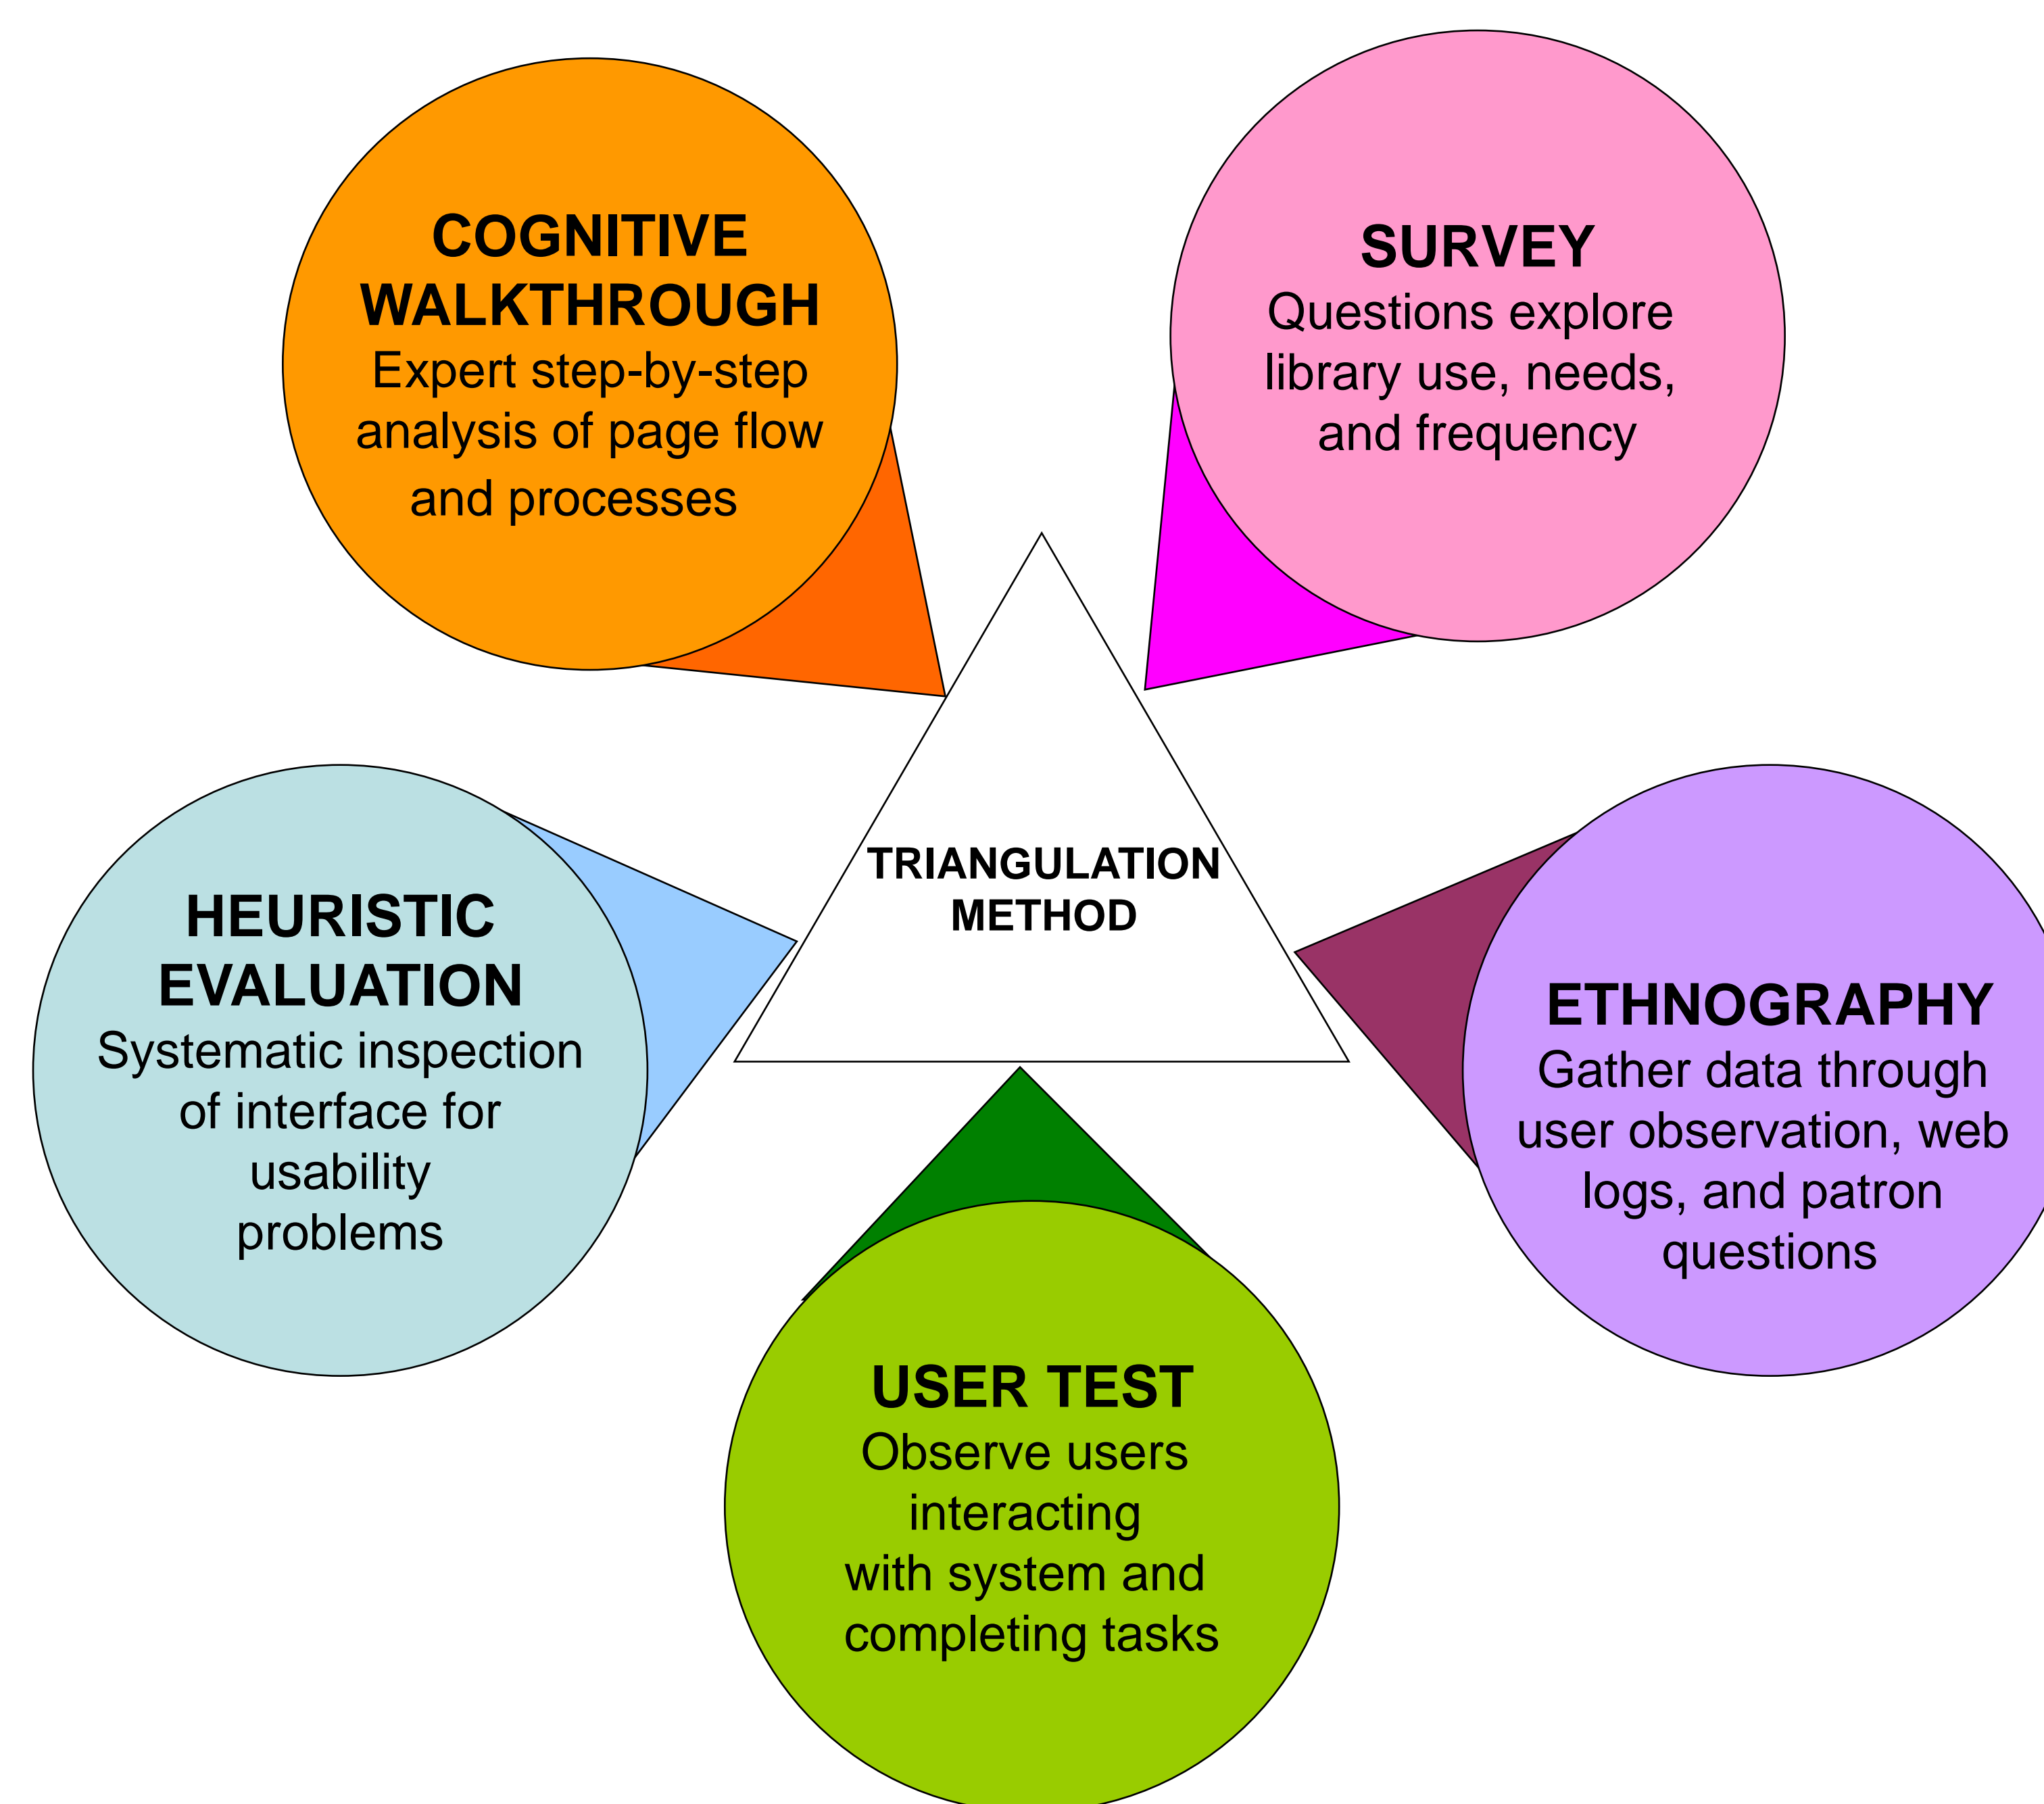 COGNITIVE
WALKTHROUGH
Expert step-by-step
analysis of page flow
and processes
SURVEY
Questions explore
library use, needs,
and frequency
TRIANGULATION
METHOD
HEURISTIC
EVALUATION
Systematic inspection
of interface for
usability
problems
ETHNOGRAPHY
Gather data through
user observation, web
logs, and patron
questions
USER TEST
Observe users
interacting
with system and
completing tasks